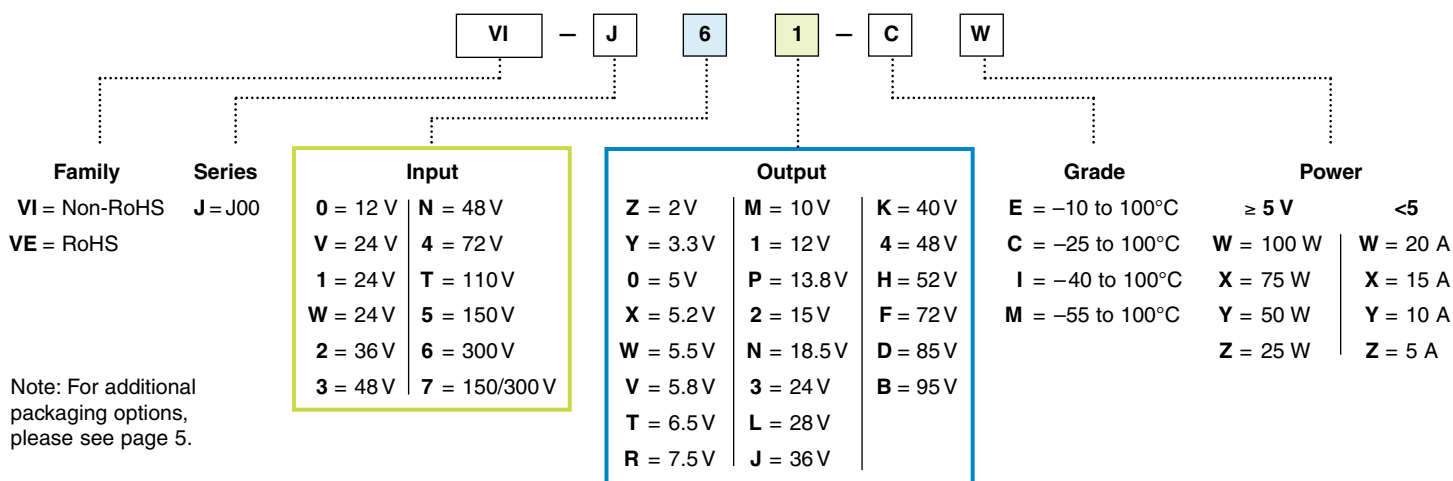 VI – J 6 1 – C W
Family Series Input Output Grade Power
VI = Non-RoHS J = J00 0 = 12 V N = 48 V Z = 2 V M = 10 V K = 40 V E = –10 to 100°C ≥ 5 V <5
VE = RoHS V = 24 V 4 = 72 V Y = 3.3 V 1 = 12 V 4 = 48 V C = –25 to 100°C W = 100 W W = 20 A
1 = 24 V T = 110 V 0 = 5 V P = 13.8 V H = 52 V I = –40 to 100°C X = 75 W X = 15 A
W = 24 V 5 = 150 V X = 5.2 V 2 = 15 V F = 72 V M = –55 to 100°C Y = 50 W Y = 10 A
2 = 36 V 6 = 300 V W = 5.5 V N = 18.5 V D = 85 V Z = 25 W Z = 5 A
3 = 48 V 7 = 150/300 V V = 5.8 V 3 = 24 V B = 95 V
T = 6.5 V L = 28 V
R = 7.5 V J = 36 V
Note: For additional
packaging options,
please see page 5.